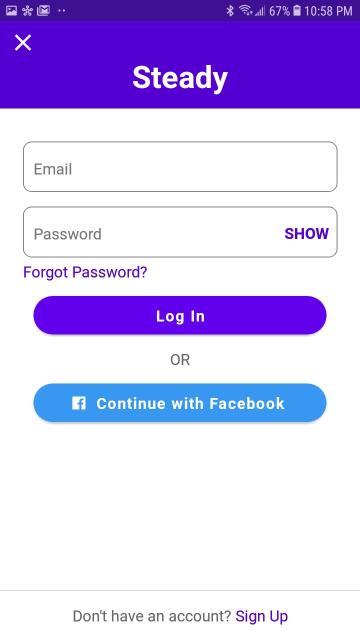 67% 10:58 PM
Steady
Email
Password SHOW
Forgot Password?
Log In
OR
Continue with Facebook
Don't have an account? Sign Up